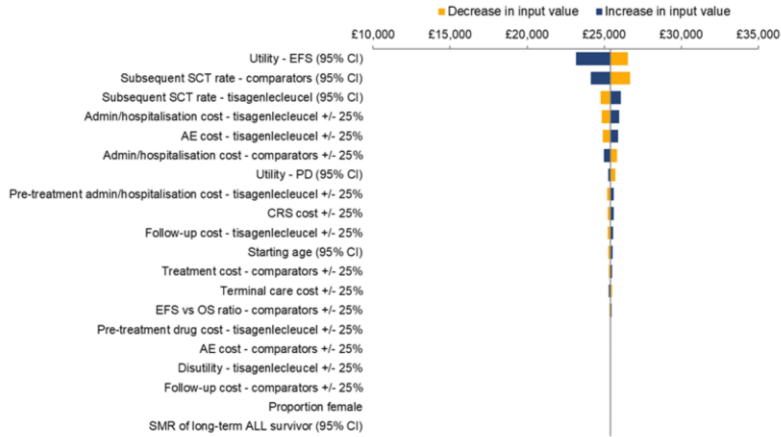 Decrease in input value Increase in input value
£10,000 £15,000 £20,000 £25,000 £30,000 £35,000
Utility - EFS (95% CI)
Subsequent SCT rate - comparators (95% CI)
Subsequent SCT rate - tisagenlecleucel (95% CI)
Admin/hospitalisation cost - tisagenlecleucel +/- 25%
AE cost - tisagenlecleucel +/- 25%
Admin/hospitalisation cost - comparators +/- 25%
Utility - PD (95% CI)
Pre-treatment admin/hospitalisation cost - tisagenlecleucel +/- 25%
CRS cost +/- 25%
Follow-up cost - tisagenlecleucel +/- 25%
Starting age (95% CI)
Treatment cost - comparators +/- 25%
Terminal care cost +/- 25%
EFS vs OS ratio - comparators +/- 25%
Pre-treatment drug cost - tisagenlecleucel +/- 25%
AE cost - comparators +/- 25%
Disutility - tisagenlecleucel +/- 25%
Follow-up cost - comparators +/- 25%
Proportion female
SMR of long-term ALL survivor (95% CI)